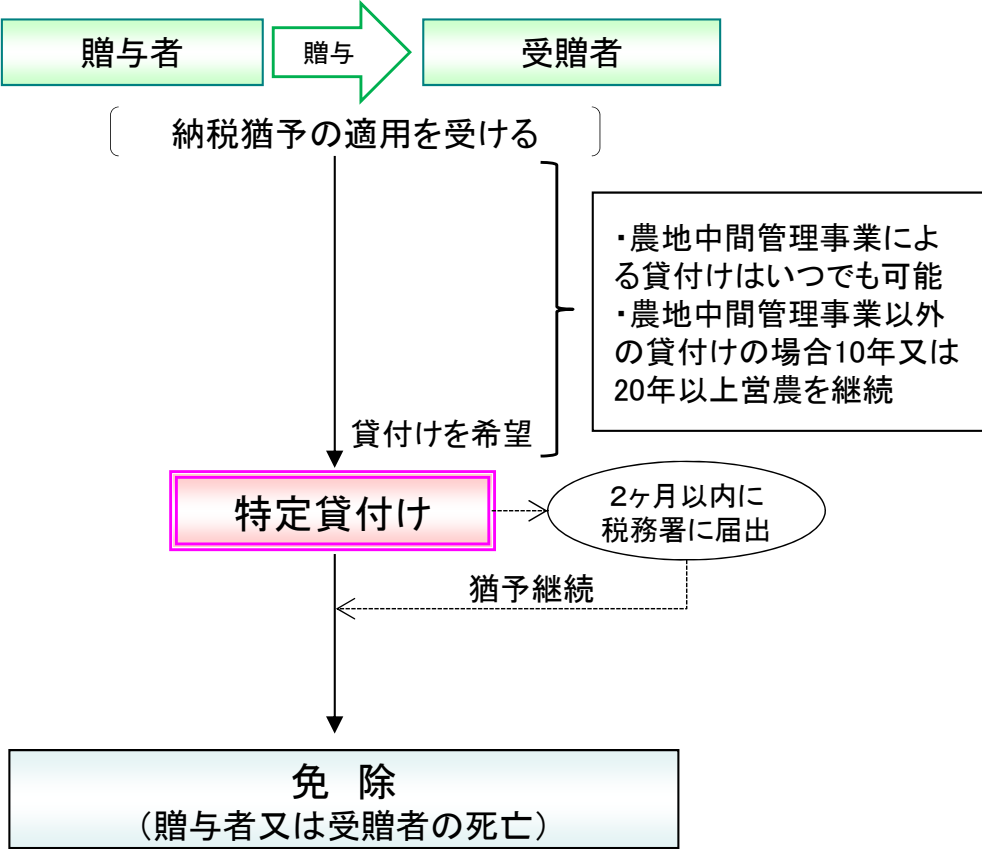 贈与者
贈与
受贈者
納税猶予の適用を受ける
・農地中間管理事業によ
る貸付けはいつでも可能
・農地中間管理事業以外
の貸付けの場合10年又は
20年以上営農を継続
貸付けを希望
特定貸付け
2ヶ月以内に
税務署に届出
猶予継続
免　除
（贈与者又は受贈者の死亡）